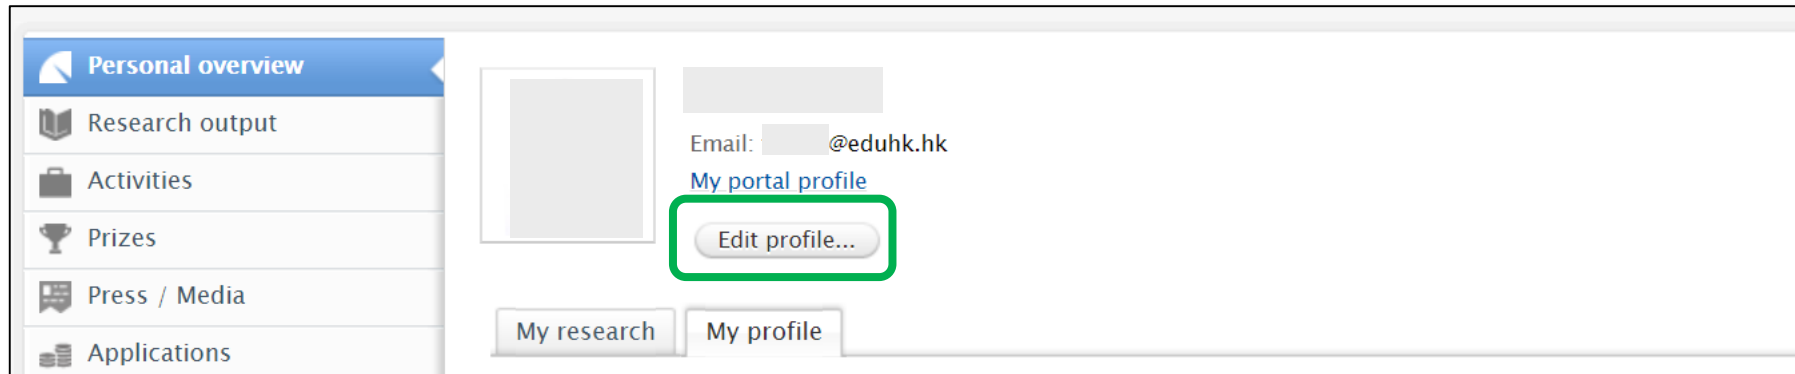 Personal overview
Research output
Activities
Prizes
Press / Media
Applications
Email: @eduhk.hk
My portal profile
Edit profile...
My research
My profile